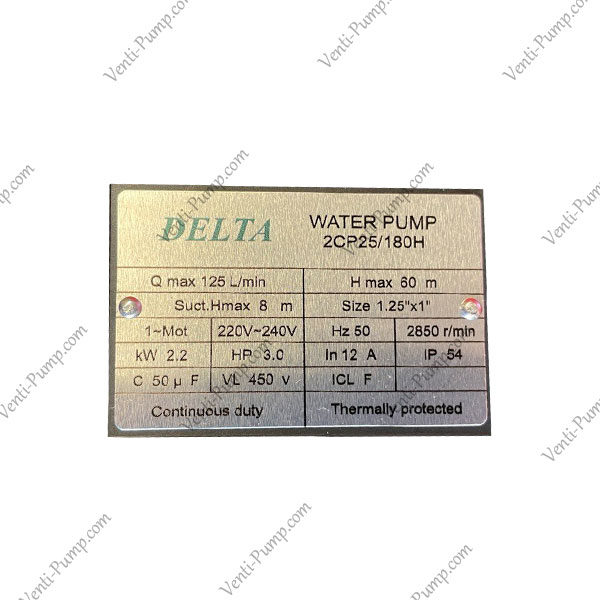 DELTA
WATER PUMP
2CP25/180H
Q max 125 L/min
H max 60 m
Suct.Hmax 8 m
Size 1.25"x1"
1~Mot 220V~240V Hz 50 2850 r/min
kW 2.2 HP 3.0 In 12 A IP 54
C 50 µ F VL 450 v ICL F
Continuous duty
Thermally protected
Venti-Pump.com
Venti-Pump.com
Venti-Pump.com
Venti-Pump.com
Venti-Pump.com
Venti-Pump.com
Venti-Pump.com
Venti-Pump.com
Venti-Pump.com
Venti-Pump.com
Venti-Pump.com
Venti-Pump.com